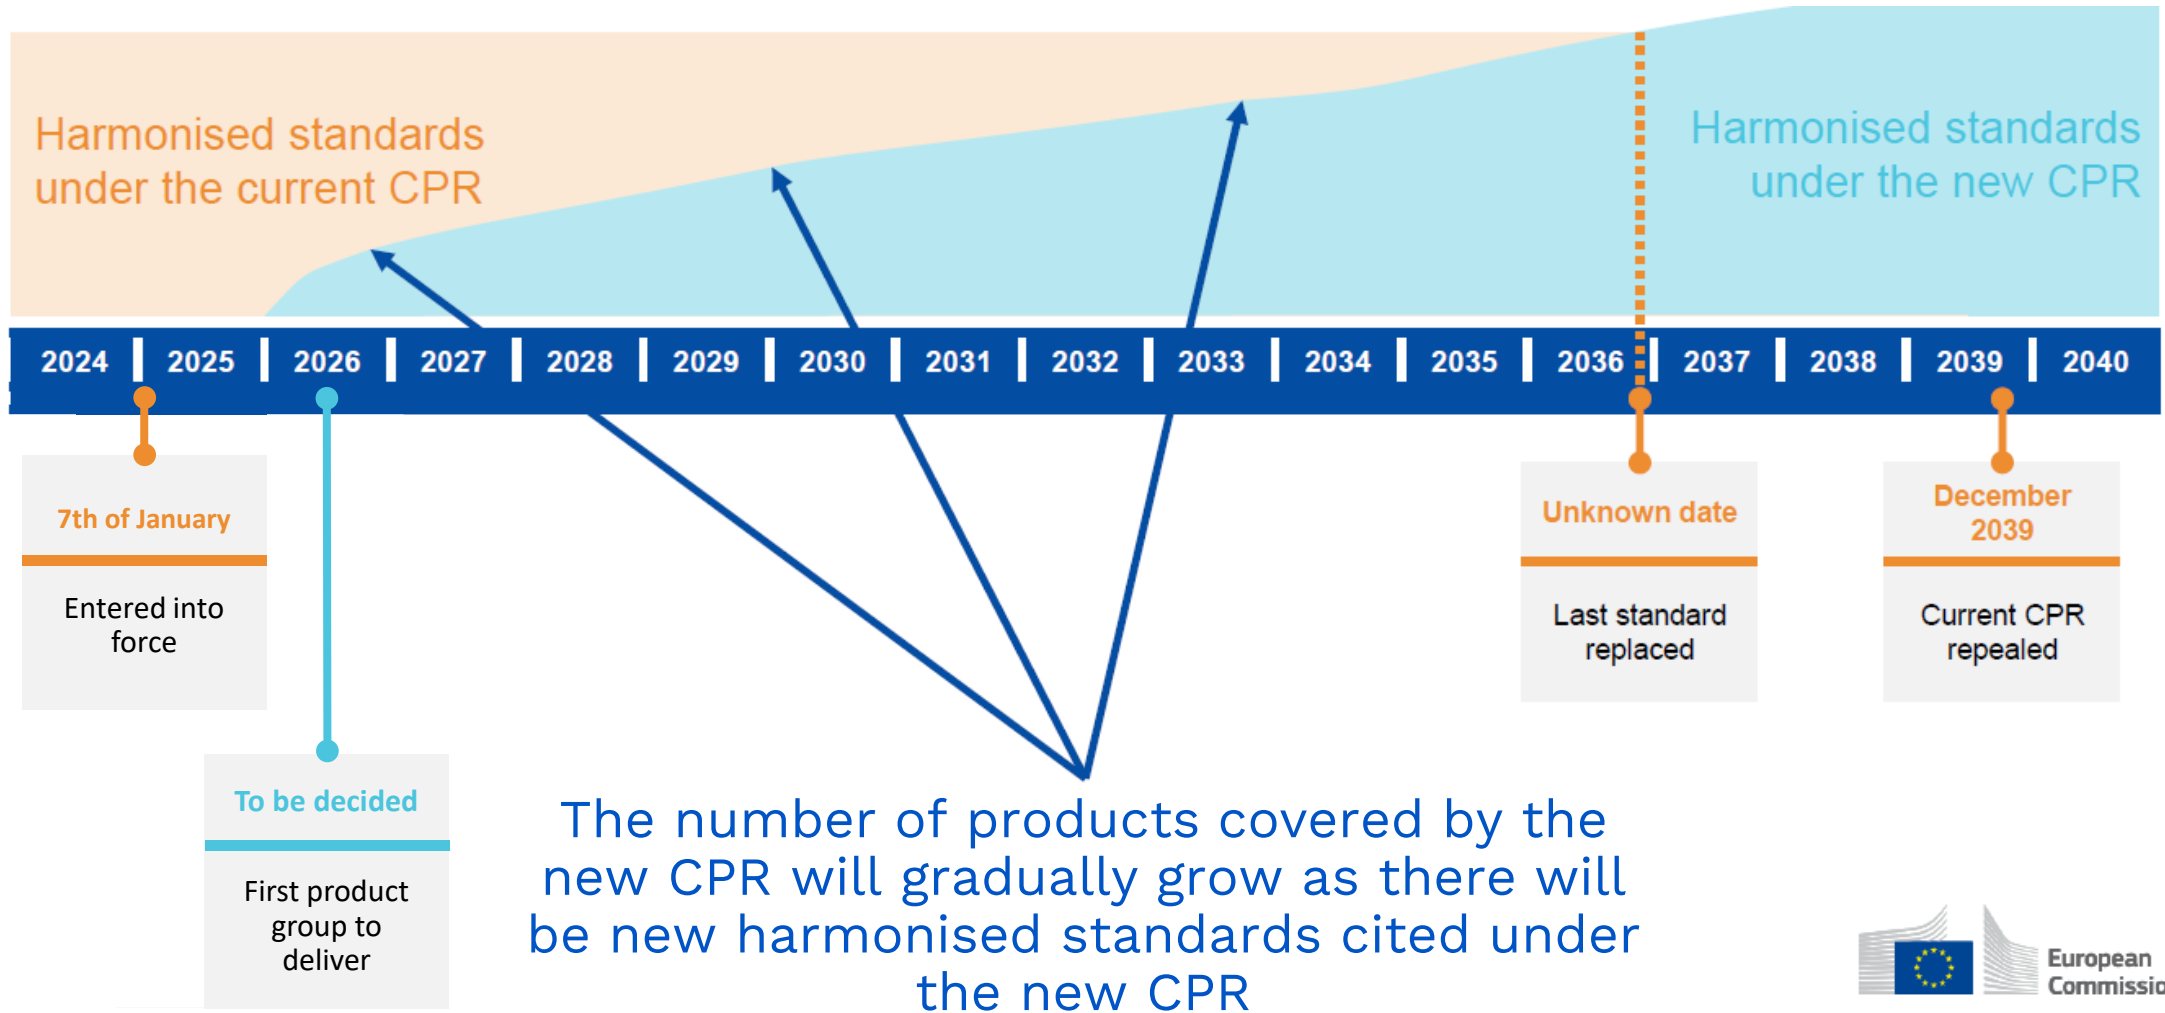 Harmonised standards
under the current CPR
Harmonised standards
under the new CPR
2024 2025 2026 2027 2028 2029 2030 2031 2032 2033 2034 2035 2036 2037 2038 2039 2040
7th of January
Entered into
force
To be decided
First product
group to
deliver
Unknown date
Last standard
replaced
December
2039
Current CPR
repealed
The number of products covered by the
new CPR will gradually grow as there will
be new harmonised standards cited under
the new CPR
European
Commissio